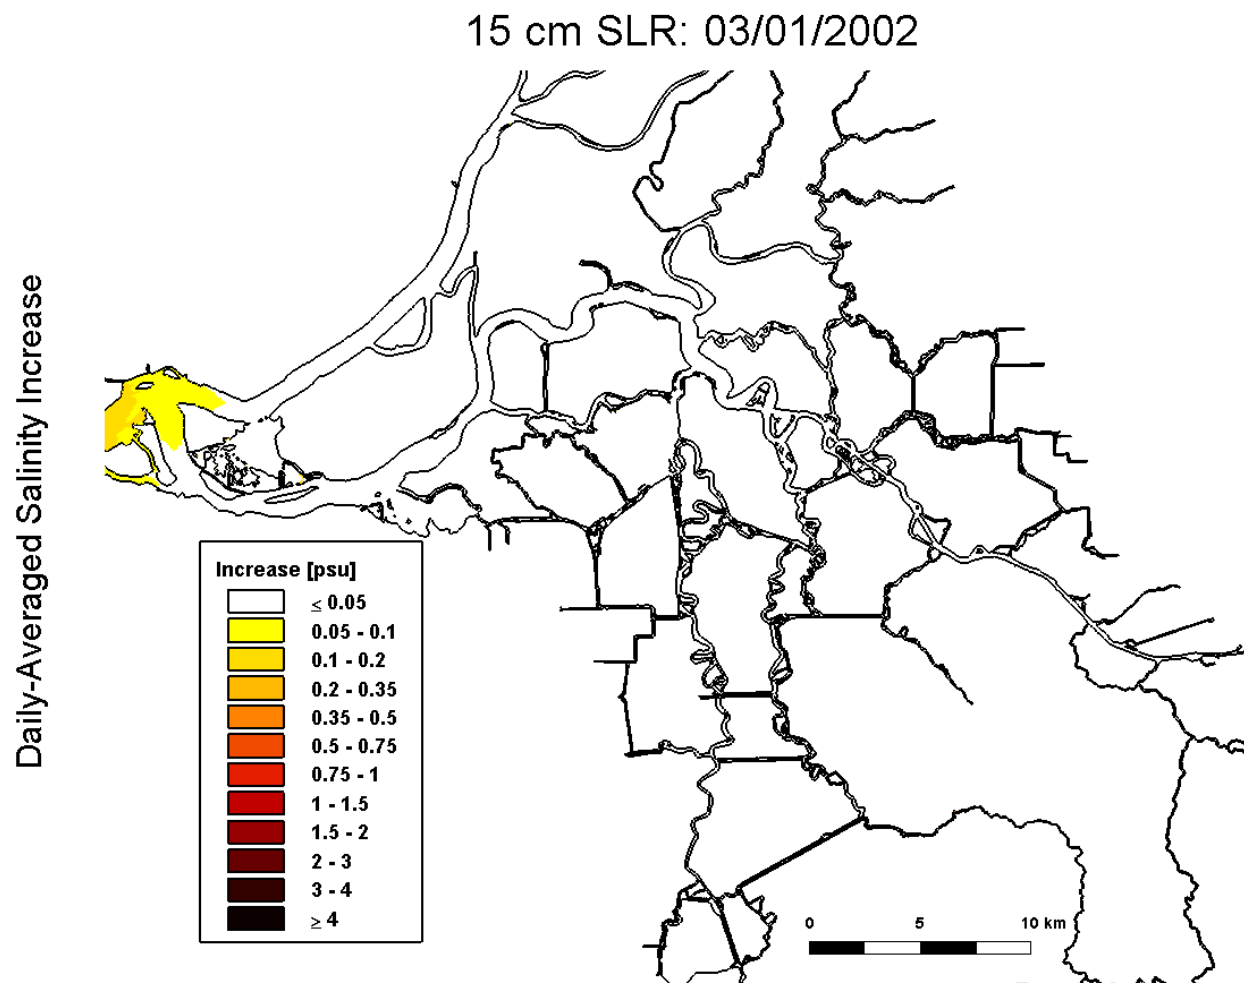 15 cm SLR: 03/01/2002
Daily-Averaged Salinity Increase
Increase [psu]
≤ 0.05
0.05 - 0.1
0.1 - 0.2
0.2 - 0.35
0.35 - 0.5
0.5 - 0.75
0.75 - 1
1 - 1.5
1.5 - 2
2 - 3
3 - 4
≥ 4
0 5 10 km